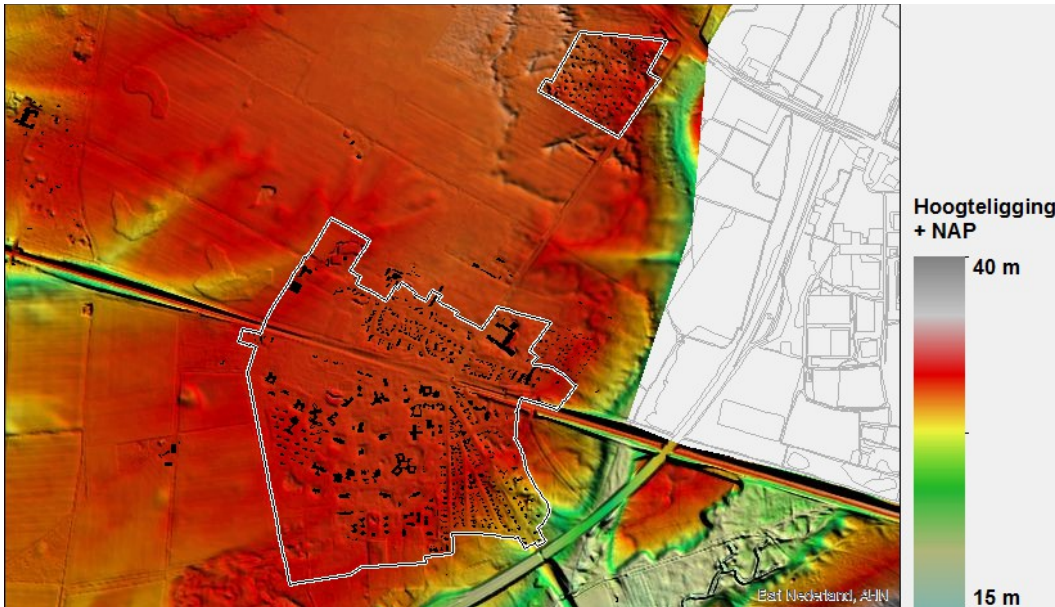 Hoogteligging
+ NAP
40 m
15 m
Esri Nederland, AHN